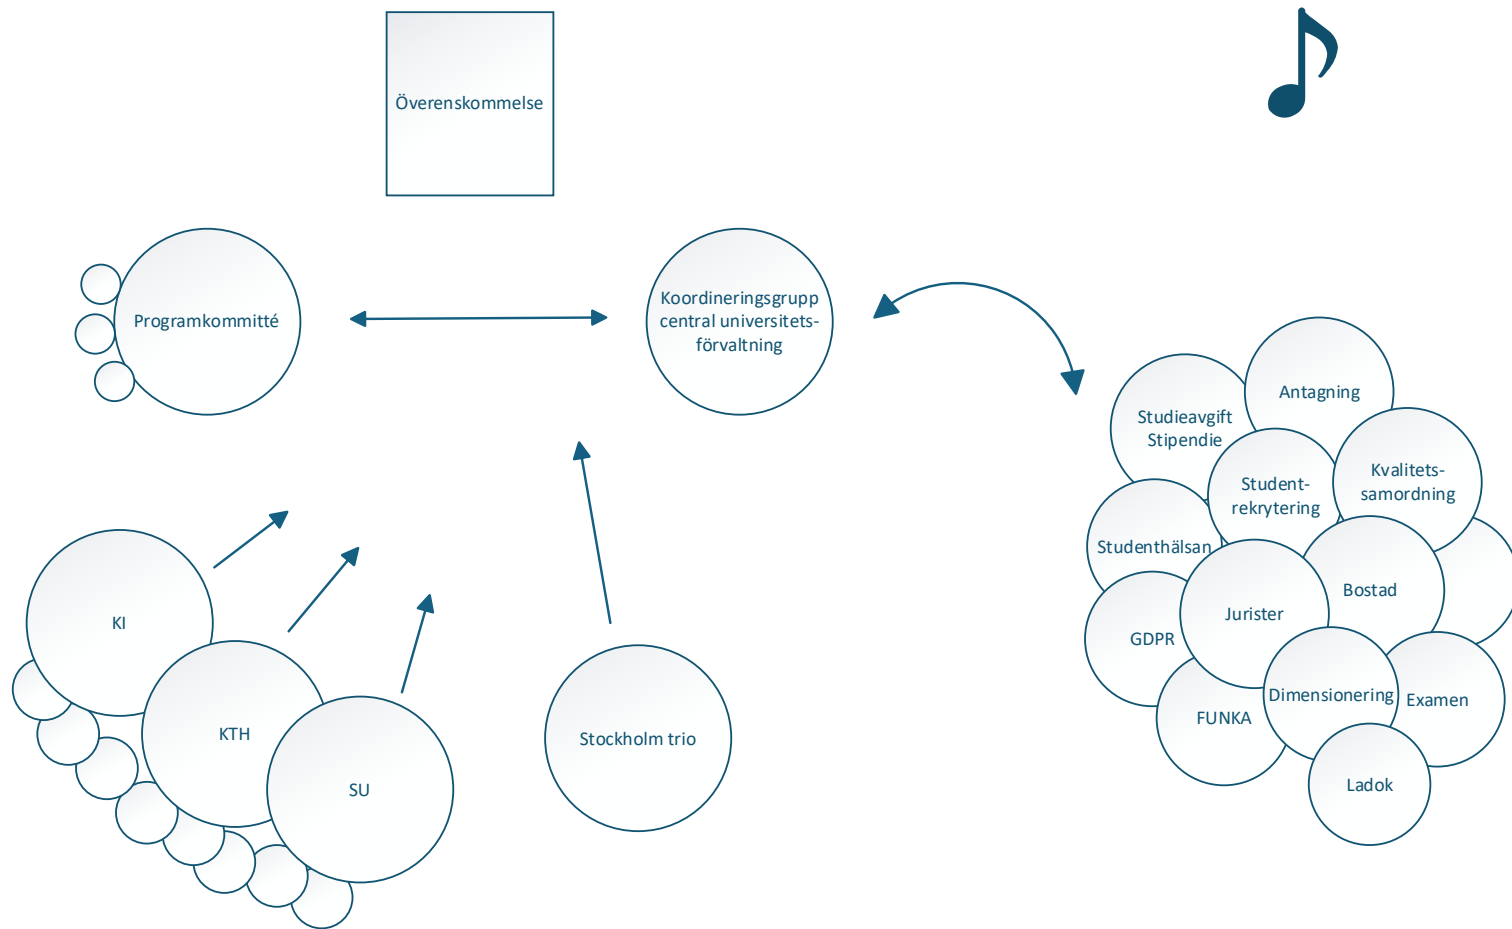 Överenskommelse
Programkommitté
Koordineringsgrupp
central universitets-
förvaltning
Antagning
Studieavgift
Stipendie
Kvalitets-
samordning
Student-
rekrytering
Studenthälsan
Bostad
Jurister
GDPR
Dimensionering
Examen
FUNKA
Ladok
KI
KTH
SU
Stockholm trio